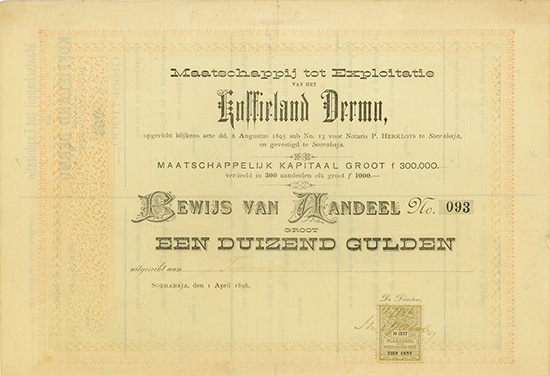 Maatschappij tot Exploitatie
VAN HET
Koffieland Dermo,
opgericht blijkens acte dd. 8 Augustus 1895 sub No. 13 voor Notaris P. HERKLOTS te Soerabaja,
en gevestigd te Soerabaja.
MAATSCHAPPELIJK KAPITAAL GROOT f 300,000.—
verdeeld in 300 aandeelen elk groot f 1000.—
BEWIJS VAN AANDEEL No. 093
GROOT
EEN DUIZEND GULDEN
uitgereikt aan
SOERABAJA, den 1 April 1896.
De Directeur,
10 CENT
PLAKZEGEL
TIEN CENT